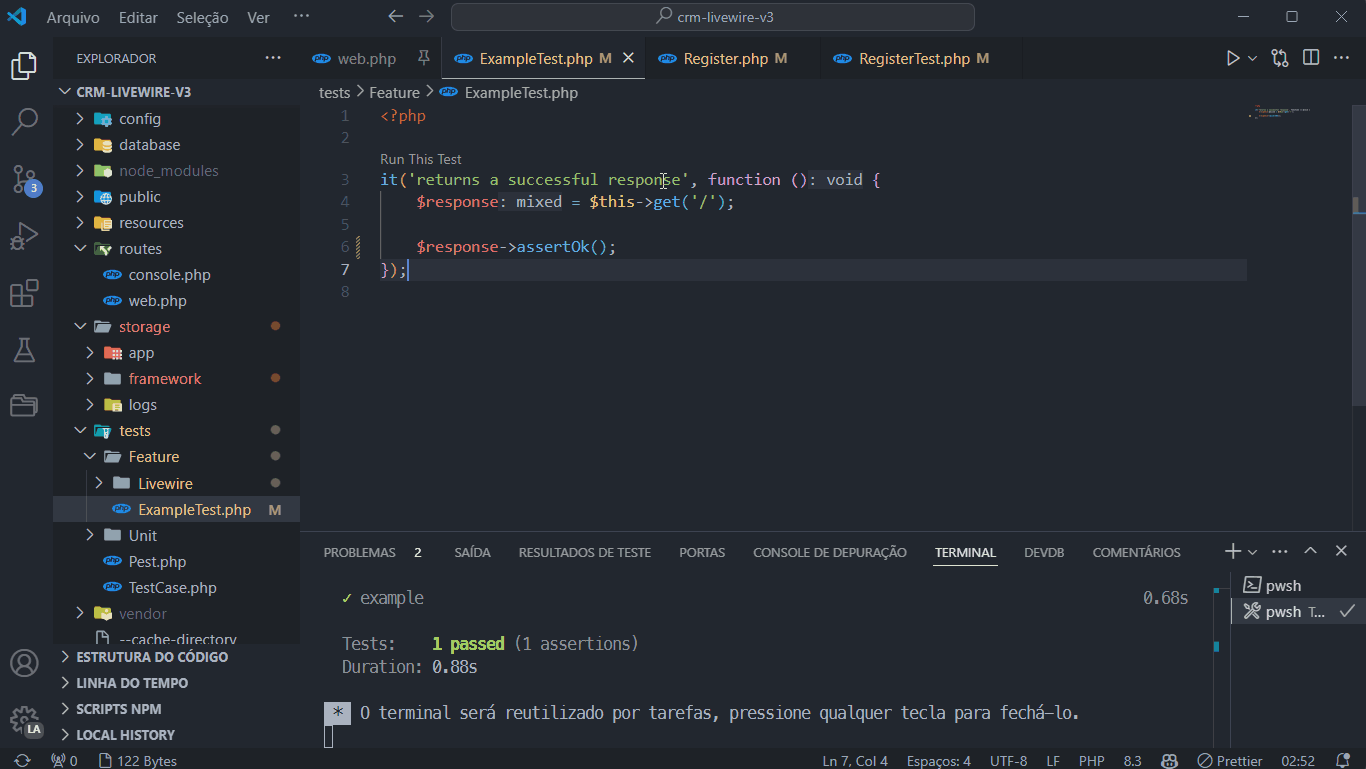 Arquivo Editar Seleção Ver ··· crm-livewire-v3
EXPLORADOR ···
web.php ExampleTest.php M Register.php M RegisterTest.php M
CRM-LIVEWIRE-V3
config
database
node_modules
public
resources
routes
console.php
web.php
storage
app
framework
logs
tests
Feature
Livewire
ExampleTest.php M
Unit
Pest.php
TestCase.php
vendor
--cache-directory
ESTRUTURA DO CÓDIGO
LINHA DO TEMPO
SCRIPTS NPM
LOCAL HISTORY
3
LA
tests > Feature > ExampleTest.php
1 <?php
2
Run This Test
3 it('returns a successful response', function (): void {
4 $response: mixed = $this->get('/');
5
6 $response->assertOk();
7 });
8
PROBLEMAS 2 SAÍDA RESULTADOS DE TESTE PORTAS CONSOLE DE DEPURAÇÃO TERMINAL DEVDB COMENTÁRIOS
✓ example 0.68s
Tests: 1 passed (1 assertions)
Duration: 0.88s
* O terminal será reutilizado por tarefas, pressione qualquer tecla para fechá-lo.
pwsh
pwsh T...
0 122 Bytes Ln 7, Col 4 Espaços: 4 UTF-8 LF PHP 8.3 Prettier 02:52